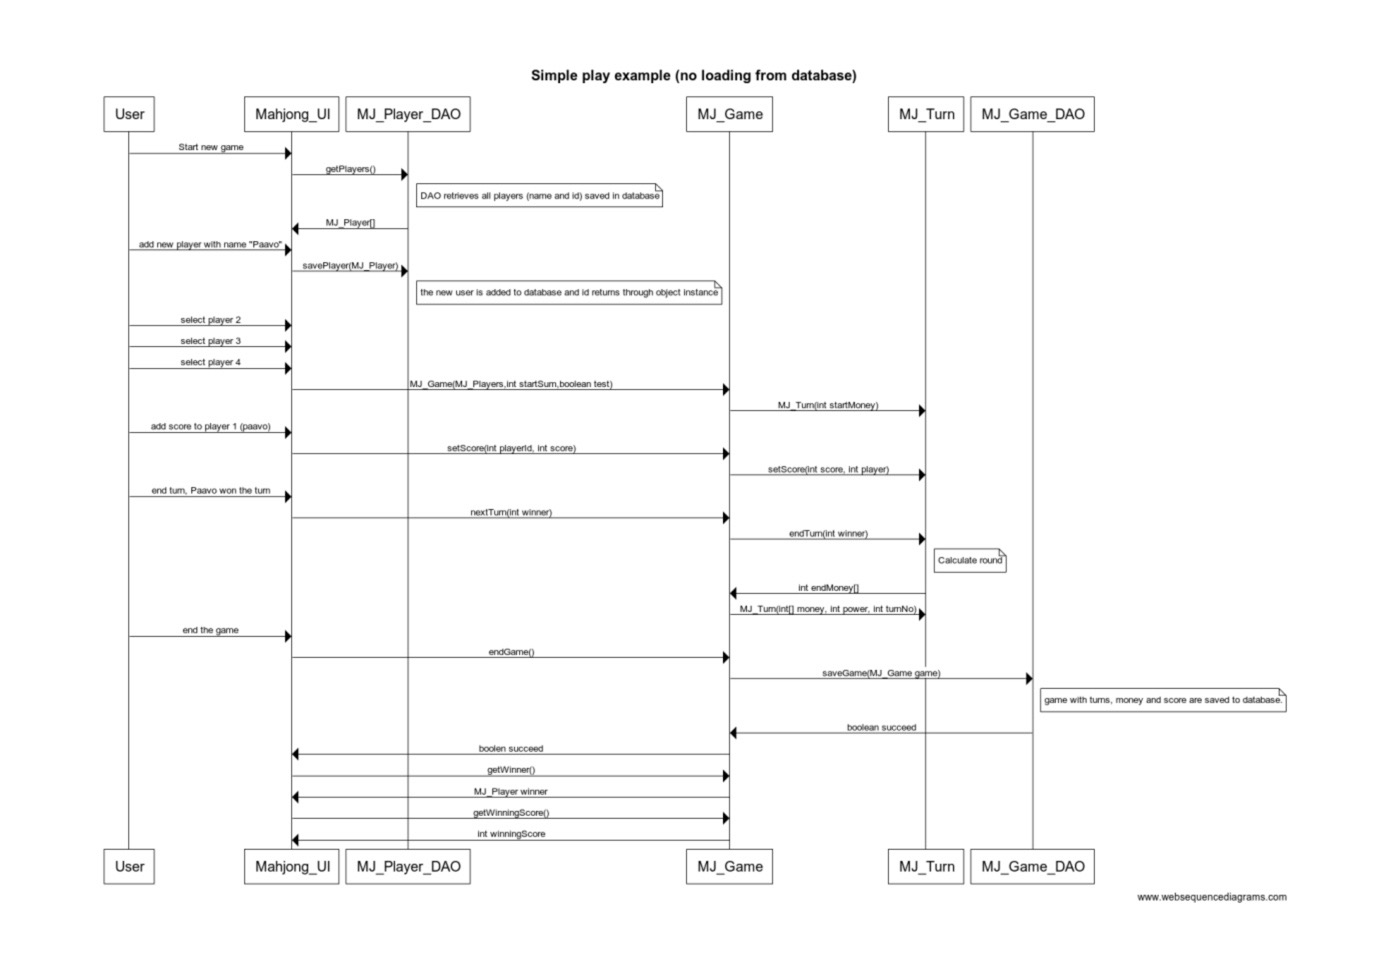 Simple play example (no loading from database)
User
Mahjong_UI
MJ_Player_DAO
MJ_Game
MJ_Turn
MJ_Game_DAO
Start new game
getPlayers()
DAO retrieves all players (name and id) saved in database
MJ_Player[]
add new player with name "Paavo"
savePlayer(MJ_Player)
the new user is added to database and id returns through object instance
select player 2
select player 3
select player 4
MJ_Game(MJ_Players,int startSum,boolean test)
MJ_Turn(int startMoney)
add score to player 1 (paavo)
setScore(int playerId, int score)
setScore(int score, int player)
end turn, Paavo won the turn
nextTurn(int winner)
endTurn(int winner)
Calculate round
int endMoney[]
MJ_Turn(int[] money, int power, int turnNo)
end the game
endGame()
saveGame(MJ_Game game)
game with turns, money and score are saved to database.
boolean succeed
boolen succeed
getWinner()
MJ_Player winner
getWinningScore()
int winningScore
User
Mahjong_UI
MJ_Player_DAO
MJ_Game
MJ_Turn
MJ_Game_DAO
www.websequencediagrams.com